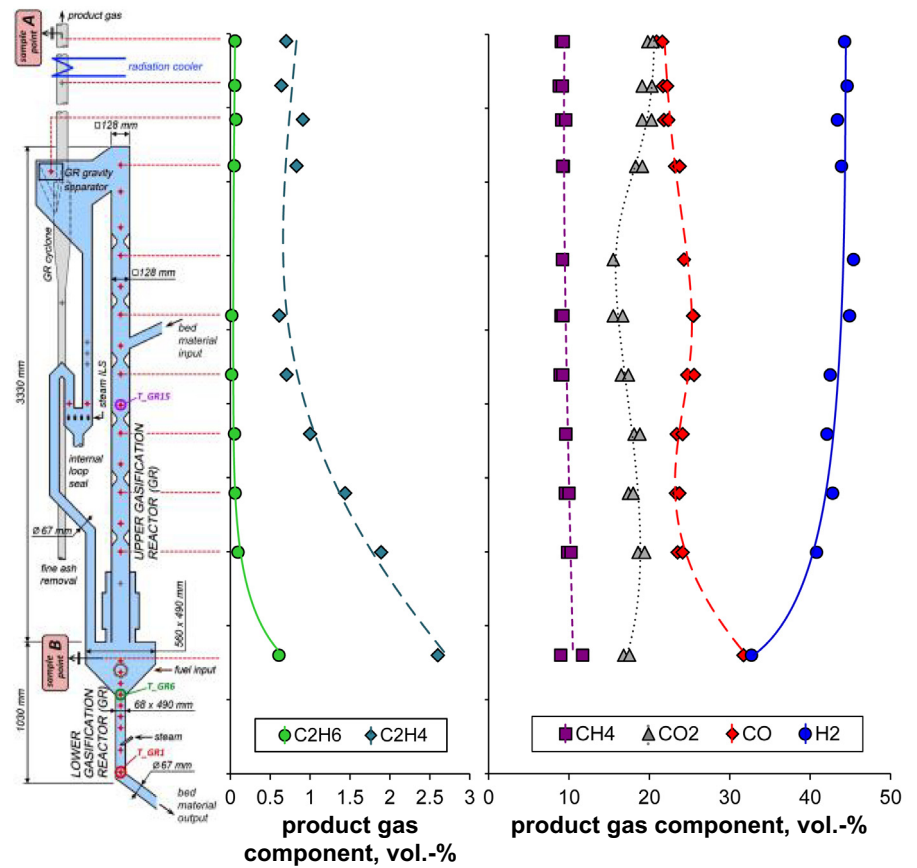 product gas
sample
point A
radiation cooler
□128 mm
GR gravity
separator
GR cyclone
□128 mm
bed
material
input
3330 mm
steam ILS
T_GR15
internal
loop
seal
UPPER GASIFICATION
REACTOR (GR)
Ø 67 mm
fine ash
removal
560 x 490 mm
sample
point B
fuel input
T_GR6
68 x 490 mm
1030 mm
LOWER
GASIFICATION
REACTOR (GR)
steam
T_GR1
Ø 67 mm
bed
material
output
C2H6 C2H4
0 0.5 1 1.5 2 2.5 3
product gas
component, vol.-%
CH4 CO2 CO H2
0 10 20 30 40 50
product gas component, vol.-%